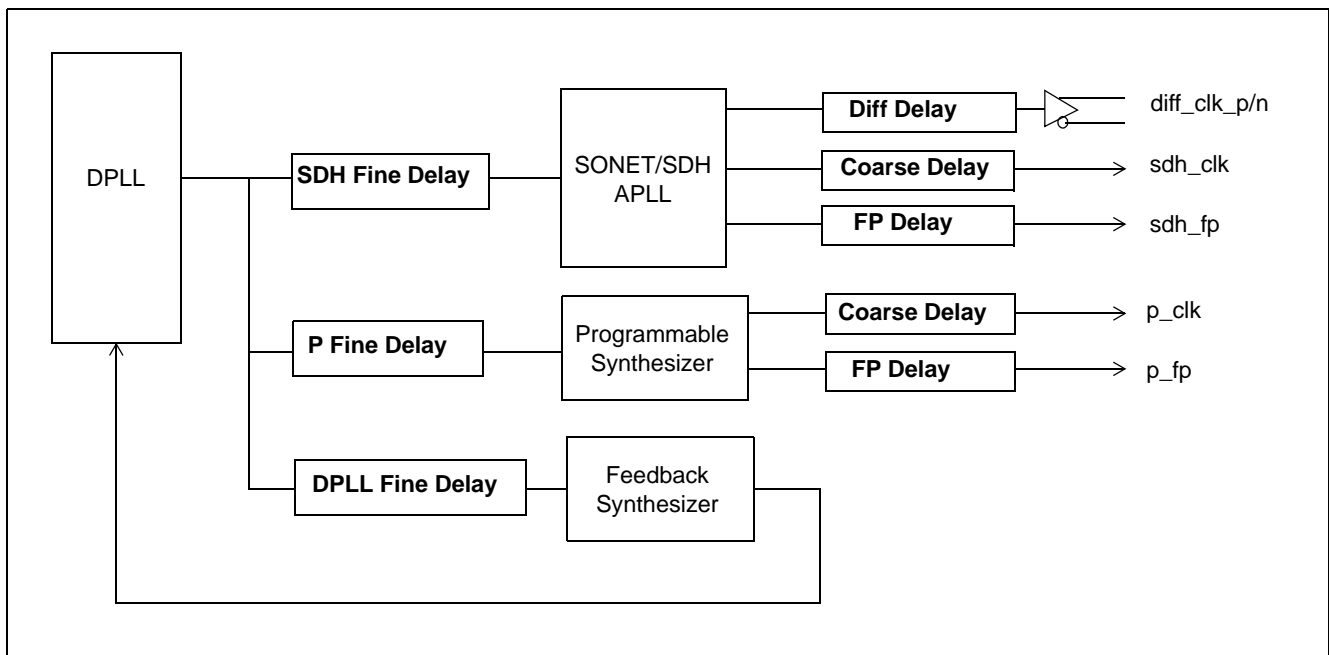 DPLL
SDH Fine Delay
SONET/SDH
APLL
Diff Delay
diff_clk_p/n
Coarse Delay
sdh_clk
FP Delay
sdh_fp
P Fine Delay
Programmable
Synthesizer
Coarse Delay
p_clk
FP Delay
p_fp
DPLL Fine Delay
Feedback
Synthesizer